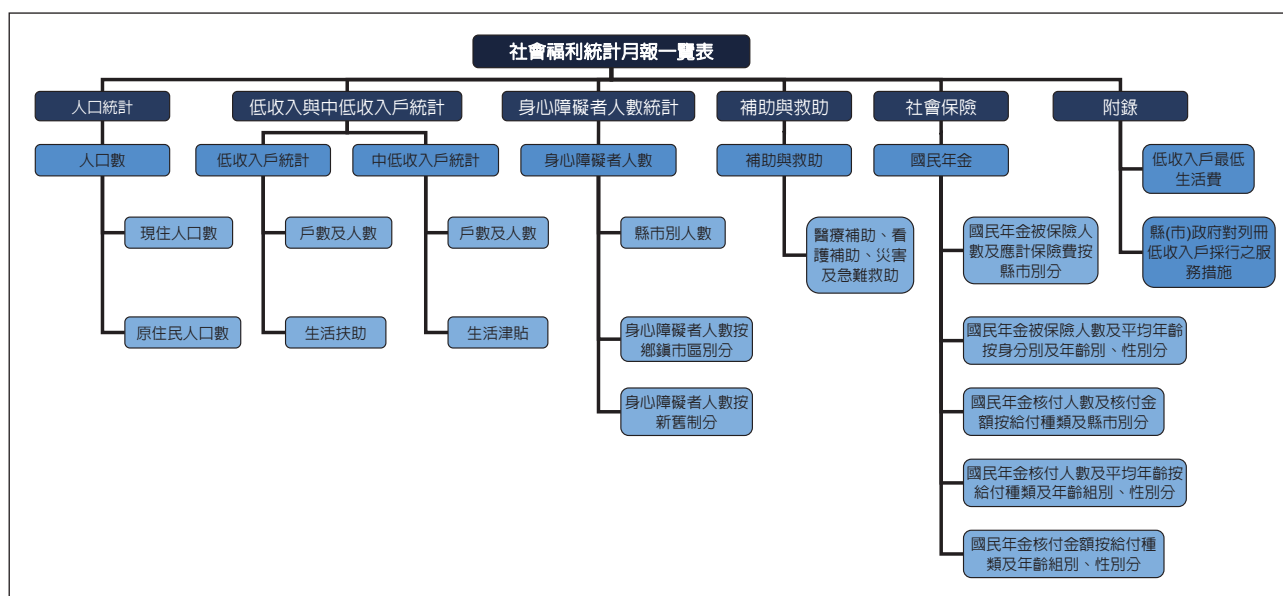 社會福利統計月報一覽表
人口統計
低收入與中低收入戶統計
身心障礙者人數統計
補助與救助
社會保險
附錄
人口數
低收入戶統計
中低收入戶統計
身心障礙者人數
補助與救助
國民年金
低收入戶最低
生活費
現住人口數
戶數及人數
戶數及人數
縣市別人數
醫療補助、看
護補助、災害
及急難救助
國民年金被保險人
數及應計保險費按
縣市別分
縣(市)政府對列冊
低收入戶採行之服
務措施
原住民人口數
生活扶助
生活津貼
身心障礙者人數按
鄉鎮市區別分
國民年金被保險人數及平均年齡
按身分別及年齡別、性別分
身心障礙者人數按
新舊制分
國民年金核付人數及核付金
額按給付種類及縣市別分
國民年金核付人數及平均年齡按
給付種類及年齡組別、性別分
國民年金核付金額按給付種
類及年齡組別、性別分